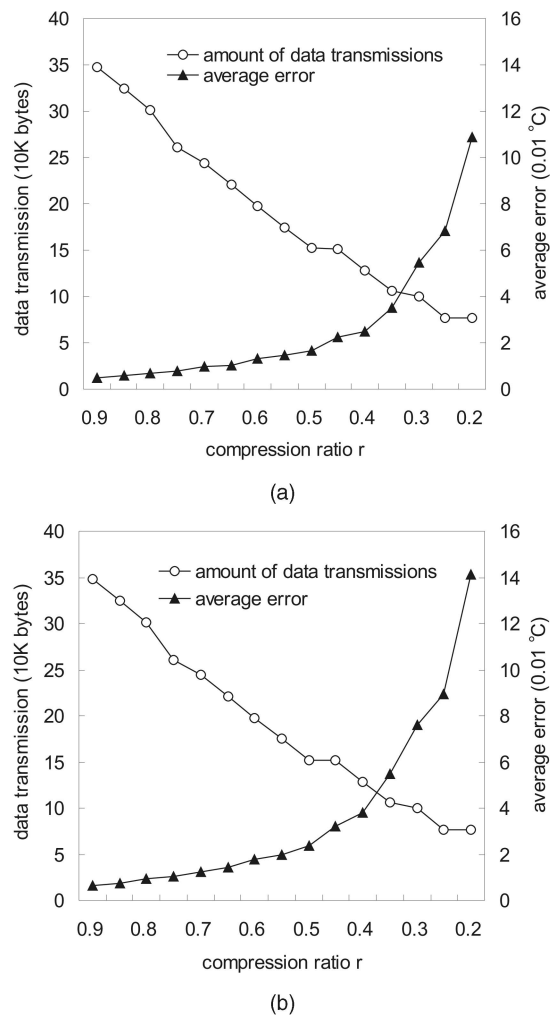 40
35
30
25
20
15
10
5
0
16
14
12
10
8
6
4
2
0
data transmission (10K bytes)
average error (0.01 °C)
amount of data transmissions
average error
0.9 0.8 0.7 0.6 0.5 0.4 0.3 0.2
compression ratio r
(a)
40
35
30
25
20
15
10
5
0
16
14
12
10
8
6
4
2
0
data transmission (10K bytes)
average error (0.01 °C)
amount of data transmissions
average error
0.9 0.8 0.7 0.6 0.5 0.4 0.3 0.2
compression ratio r
(b)